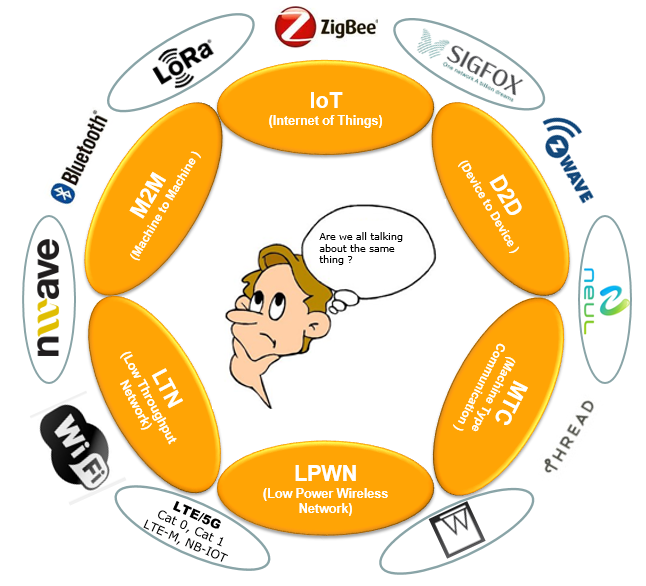 ZigBee®
LoRa
SIGFOX
One network A billion dreams
IoT
(Internet of Things)
Bluetooth®
M2M
(Machine to Machine )
D2D
(Device to Device )
Z WAVE
Are we all talking
about the same
thing ?
nwave
neul
LTN
(Low Throughput
Network)
MTC
(Machine Type
Communication )
Wi Fi
THREAD
LPWN
(Low Power Wireless
Network)
LTE/5G
Cat 0, Cat 1
LTE-M, NB-IOT
W